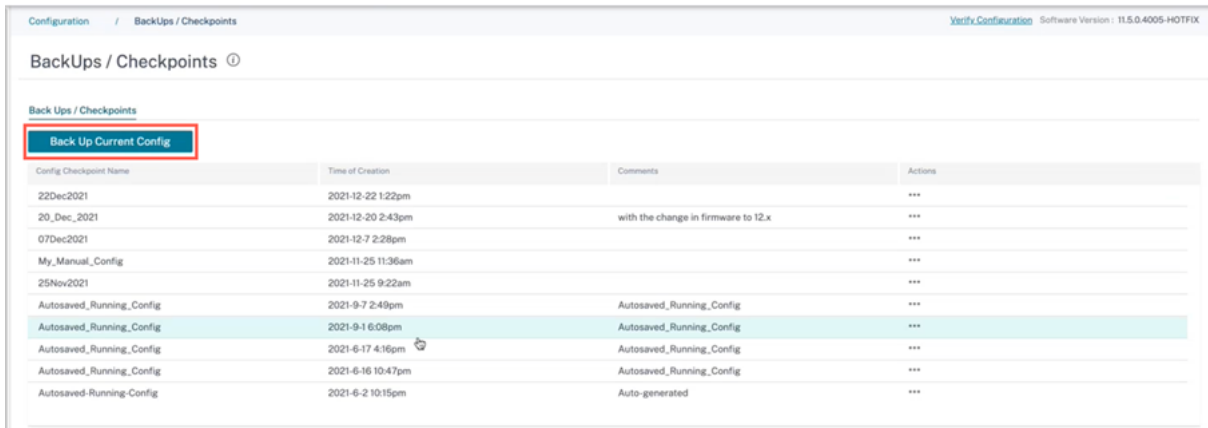 Configuration / BackUps / Checkpoints Verify Configuration Software Version : 11.5.0.4005-HOTFIX
BackUps / Checkpoints
Back Ups / Checkpoints
Back Up Current Config
Config Checkpoint Name Time of Creation Comments Actions
22Dec2021 2021-12-22 1:22pm ***
20_Dec_2021 2021-12-20 2:43pm with the change in firmware to 12.x ***
07Dec2021 2021-12-7 2:28pm ***
My_Manual_Config 2021-11-25 11:36am ***
25Nov2021 2021-11-25 9:22am ***
Autosaved_Running_Config 2021-9-7 2:49pm Autosaved_Running_Config ***
Autosaved_Running_Config 2021-9-1 6:08pm Autosaved_Running_Config ***
Autosaved_Running_Config 2021-6-17 4:16pm Autosaved_Running_Config ***
Autosaved_Running_Config 2021-6-16 10:47pm Autosaved_Running_Config ***
Autosaved-Running-Config 2021-6-2 10:15pm Auto-generated ***